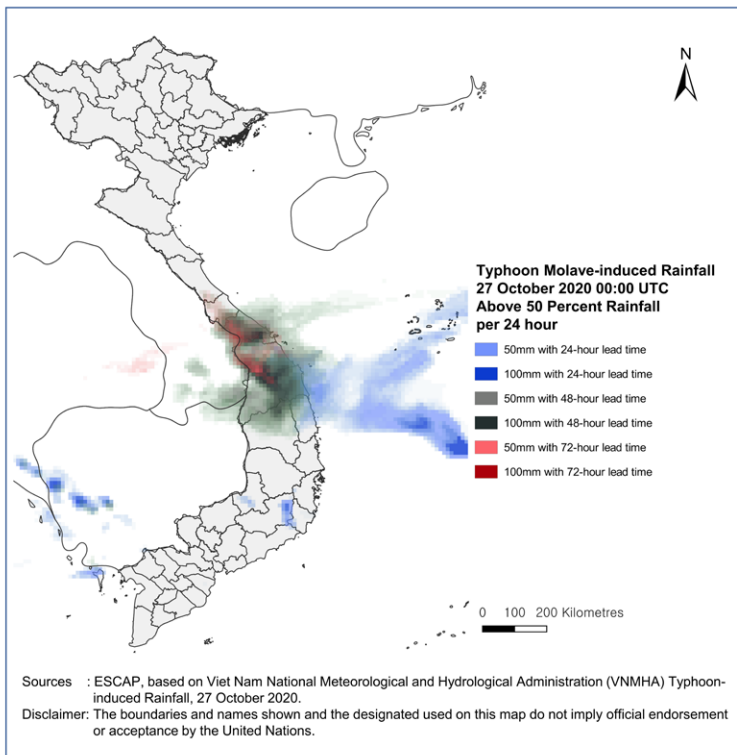 N
Typhoon Molave-induced Rainfall
27 October 2020 00:00 UTC
Above 50 Percent Rainfall
per 24 hour
50mm with 24-hour lead time
100mm with 24-hour lead time
50mm with 48-hour lead time
100mm with 48-hour lead time
50mm with 72-hour lead time
100mm with 72-hour lead time
0 100 200 Kilometres
Sources : ESCAP, based on Viet Nam National Meteorological and Hydrological Administration (VNMHA) Typhoon-
induced Rainfall, 27 October 2020.
Disclaimer: The boundaries and names shown and the designated used on this map do not imply official endorsement
or acceptance by the United Nations.